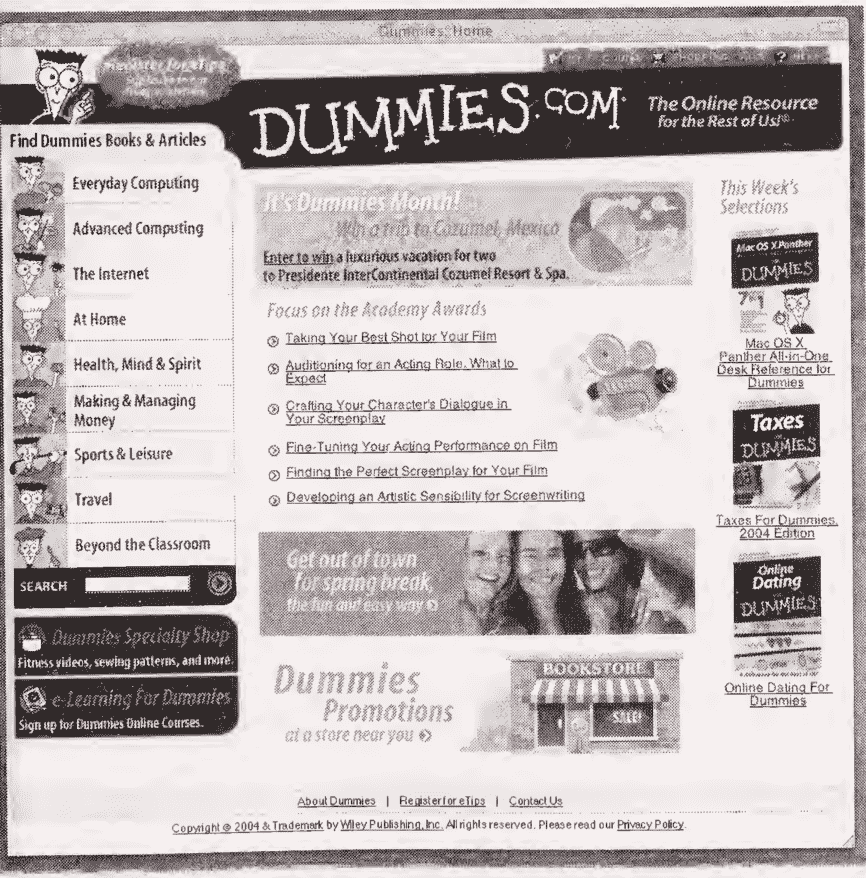 Dummies: Home
Register for eTips
DUMMIES.COM
The Online Resource
for the Rest of Us!®
Find Dummies Books & Articles
Everyday Computing
Advanced Computing
The Internet
At Home
Health, Mind & Spirit
Making & Managing
Money
Sports & Leisure
Travel
Beyond the Classroom
SEARCH
Dummies Specialty Shop
Fitness videos, sewing patterns, and more.
e-Learning For Dummies
Sign up for Dummies Online Courses.
It's Dummies Month!
Win a trip to Cozumel, Mexico
Enter to win a luxurious vacation for two
to Presidente InterContinental Cozumel Resort & Spa.
Focus on the Academy Awards
Taking Your Best Shot for Your Film
Auditioning for an Acting Role, What to
Expect
Crafting Your Character's Dialogue in
Your Screenplay
Fine-Tuning Your Acting Performance on Film
Finding the Perfect Screenplay for Your Film
Developing an Artistic Sensibility for Screenwriting
Get out of town
for spring break,
the fun and easy way
Dummies
Promotions
at a store near you
BOOKSTORE
SALE!
This Week's
Selections
Mac OS X Panther
DUMMIES
7 1
Mac OS X
Panther All-in-One
Desk Reference for
Dummies
Taxes
DUMMIES
Taxes For Dummies,
2004 Edition
Online
Dating
DUMMIES
Online Dating For
Dummies
About Dummies | Register for eTips | Contact Us
Copyright © 2004 & Trademark by Wiley Publishing, Inc. All rights reserved. Please read our Privacy Policy.